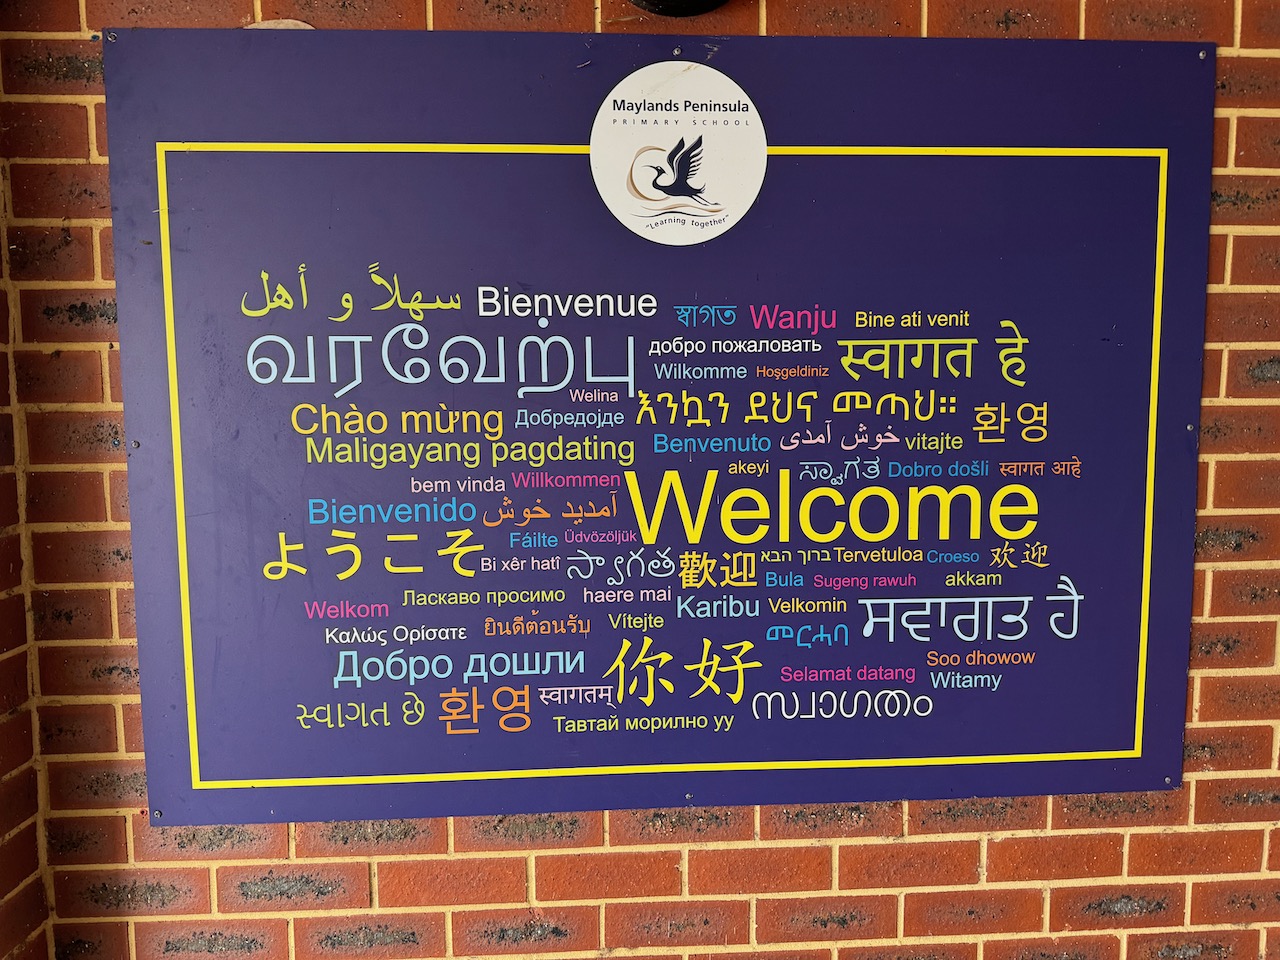 Maylands Peninsula
PRIMARY SCHOOL
"Learning together"
سهلاً و أهل
Bienvenue
স্বাগত
Wanju
Bine ati venit
வரவேற்பு
добро пожаловать
स्वागत हे
Wilkomme
Hoşgeldiniz
Welina
Chào mừng
Добредојде
እንኳን ደህና መጣህ።
환영
Maligayang pagdating
Benvenuto
خوش آمدی
vitajte
akeyi
ಸ್ವಾಗತ
Dobro došli
स्वागत आहे
bem vinda
Willkommen
Welcome
Bienvenido
آمدید خوش
Fáilte
Üdvözöljük
ようこそ
Bi xêr hatî
స్వాగతం
歡迎
ברוך הבא
Tervetuloa
Croeso
欢迎
Bula
Sugeng rawuh
akkam
Welkom
Ласкаво просимо
haere mai
Karibu
Velkomin
ਸਵਾਗਤ ਹੈ
Καλώς Ορίσατε
ยินดีต้อนรับ
Vítejte
መርሓባ
Добро дошли
你好
Selamat datang
Soo dhowow
Witamy
સ્વાગત છે
환영
स्वागतम्
Тавтай морилно уу
സ്വാഗതം